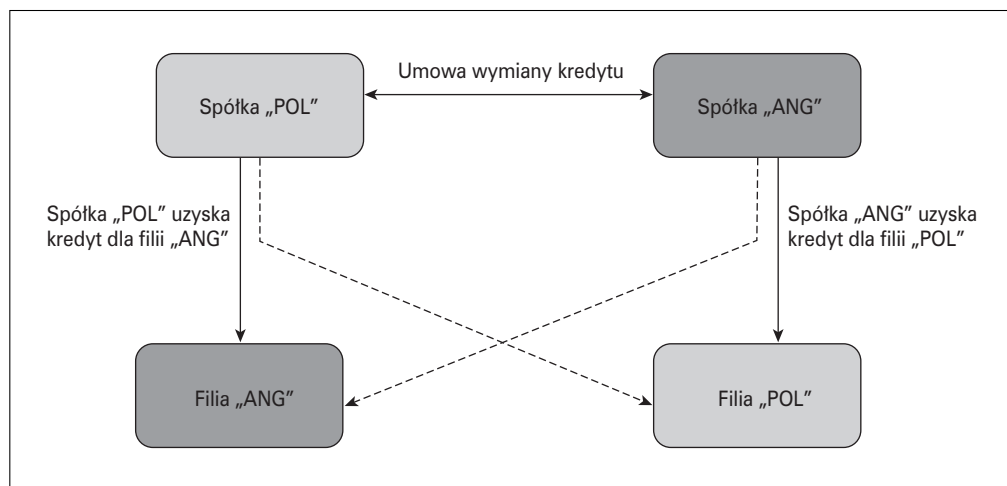 Umowa wymiany kredytu
Spółka „POL”
Spółka „ANG”
Spółka „POL” uzyska
kredyt dla filii „ANG”
Spółka „ANG” uzyska
kredyt dla filii „POL”
Filia „ANG”
Filia „POL”